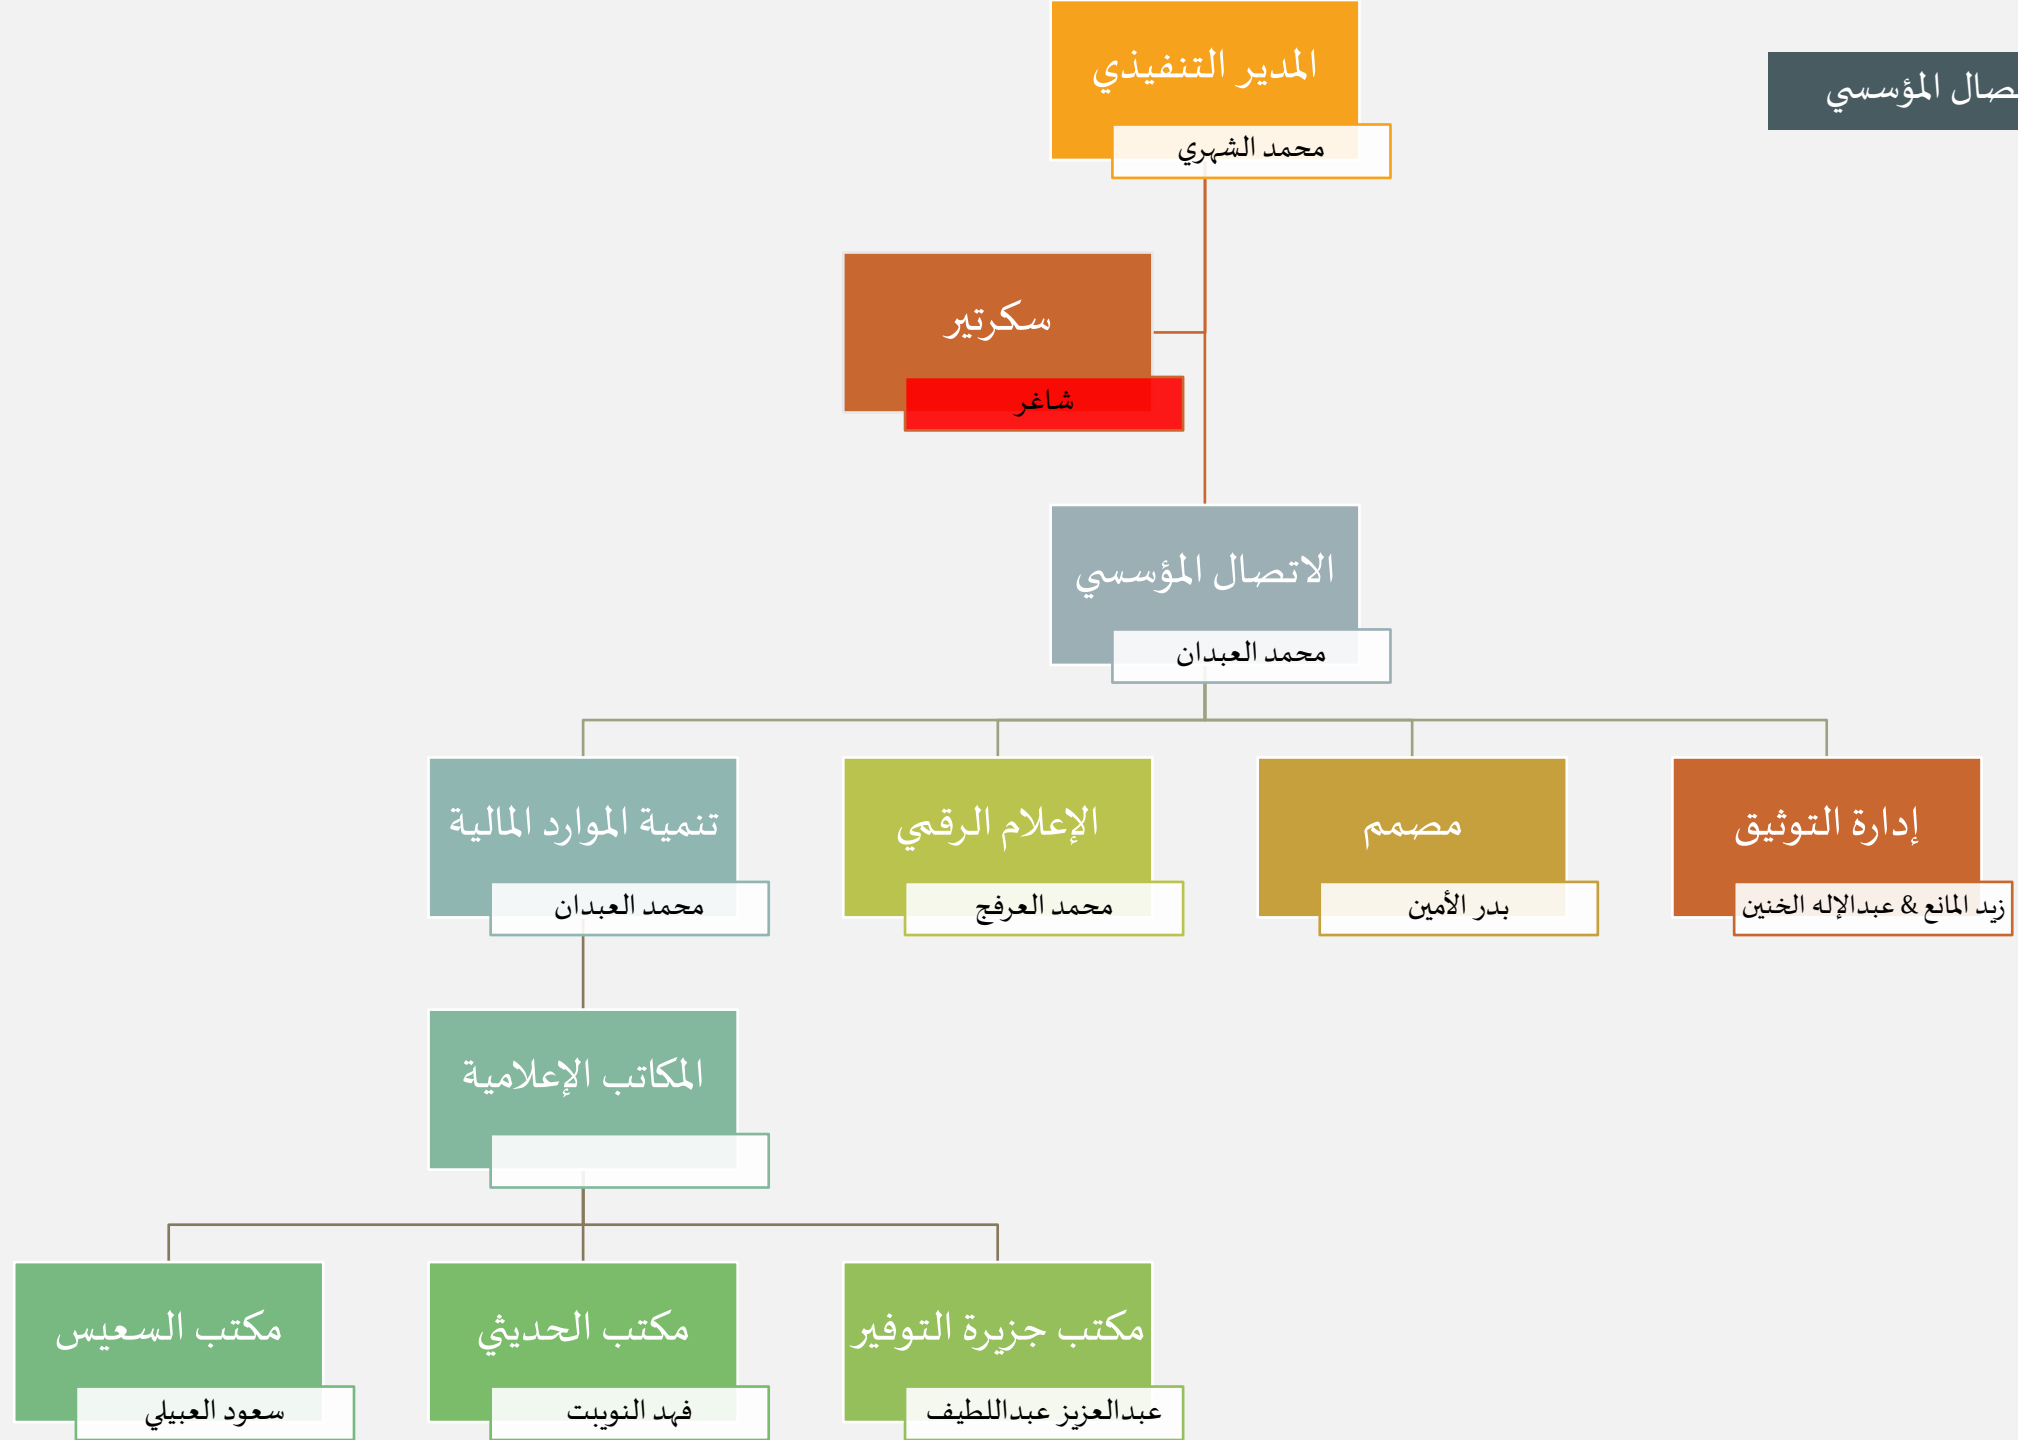 المدير التنفيذي
محمد الشهري
المؤسسي
سكرتير
شاغر
الاتصال المؤسسي
محمد العبدان
إدارة التوثيق
زيد المانع & عبدالإله الخنين
مصمم
بدر الأمين
الإعلام الرقمي
محمد العرفج
تنمية الموارد المالية
محمد العبدان
المكاتب الإعلامية
مكتب جزيرة التوفير
عبدالعزيز عبداللطيف
مكتب الحديثي
فهد النويبت
مكتب السعيس
سعود العبيلي